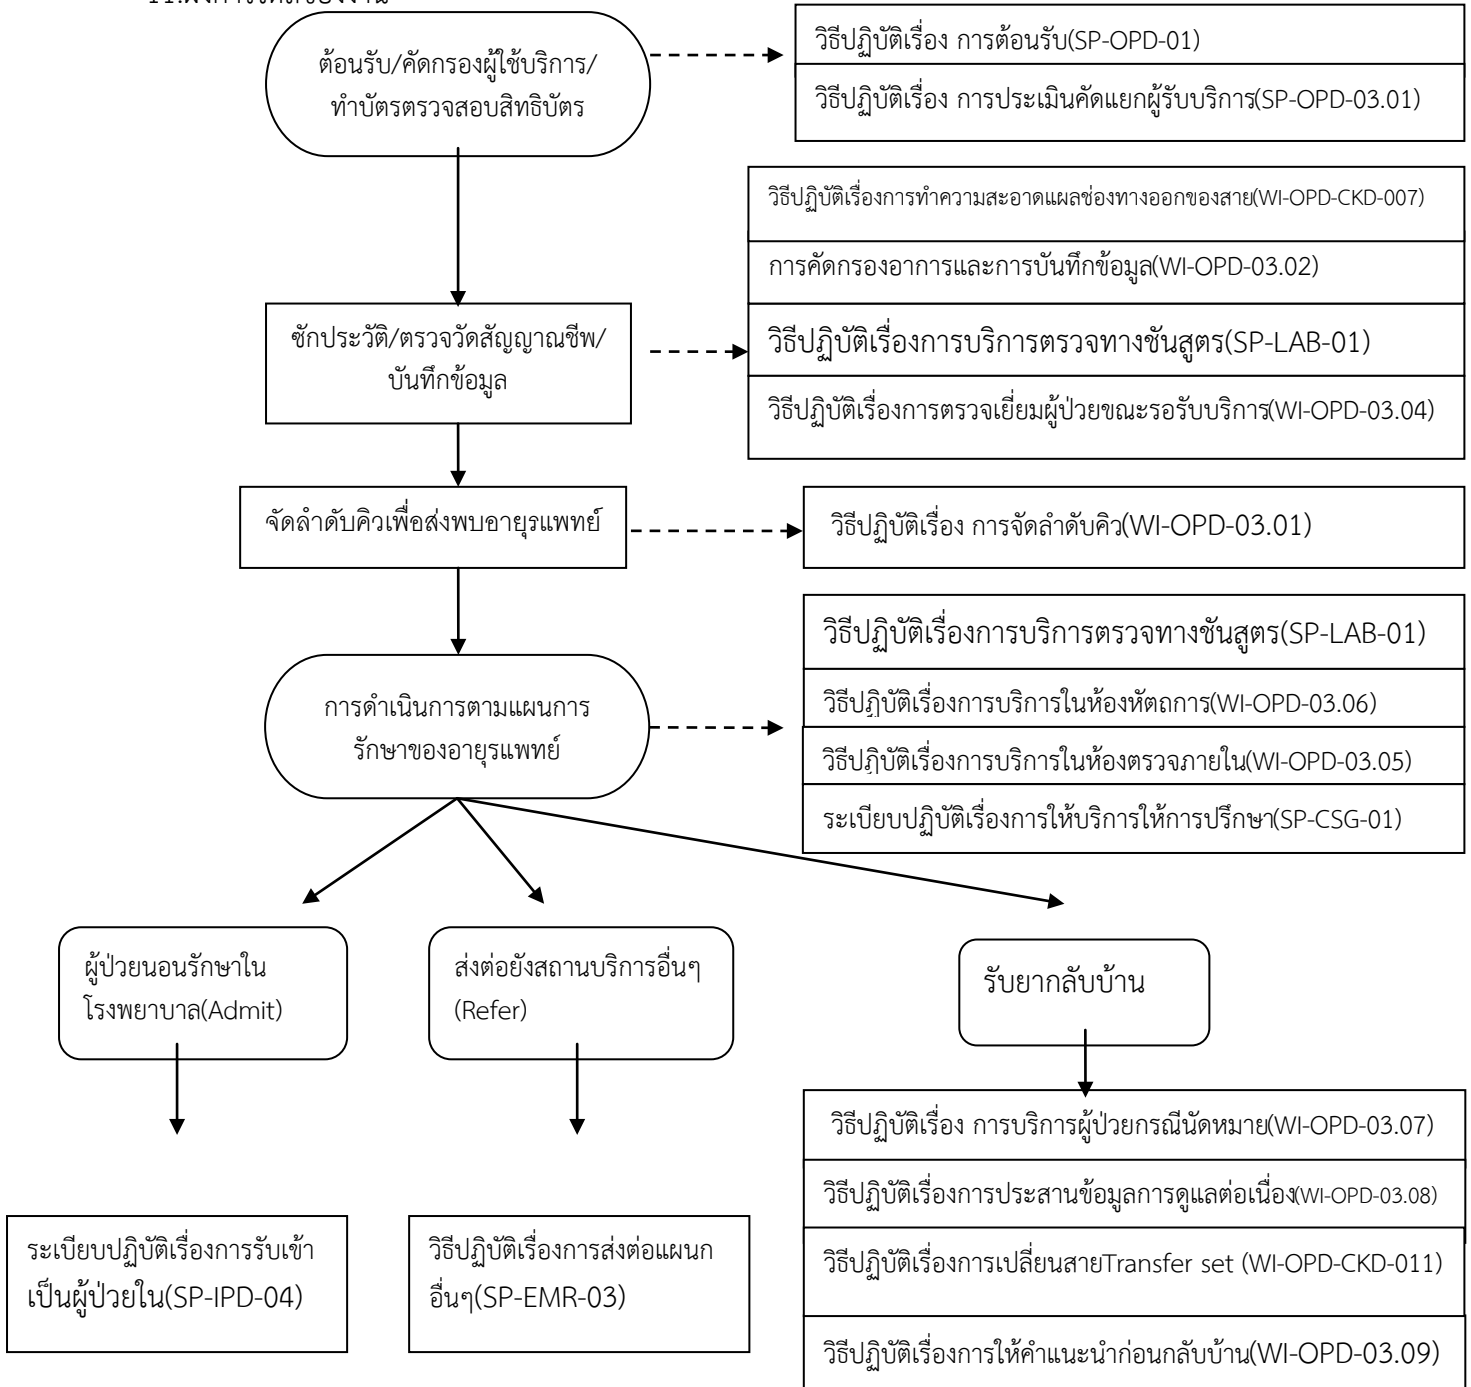 11.ผังการไหลของงาน
ต้อนรับ/คัดกรองผู้ใช้บริการ/
ทำบัตรตรวจสอบสิทธิบัตร
วิธีปฏิบัติเรื่อง การต้อนรับ(SP-OPD-01)
วิธีปฏิบัติเรื่อง การประเมินคัดแยกผู้รับบริการ(SP-OPD-03.01)
วิธีปฏิบัติเรื่องการทำความสะอาดแผลช่องทางออกของสาย(WI-OPD-CKD-007)
การคัดกรองอาการและการบันทึกข้อมูล(WI-OPD-03.02)
ซักประวัติ/ตรวจวัดสัญญาณชีพ/
บันทึกข้อมูล
วิธีปฏิบัติเรื่องการบริการตรวจทางชันสูตร(SP-LAB-01)
วิธีปฏิบัติเรื่องการตรวจเยี่ยมผู้ป่วยขณะรอรับบริการ(WI-OPD-03.04)
จัดลำดับคิวเพื่อส่งพบอายุรแพทย์
วิธีปฏิบัติเรื่อง การจัดลำดับคิว(WI-OPD-03.01)
การดำเนินการตามแผนการ
รักษาของอายุรแพทย์
วิธีปฏิบัติเรื่องการบริการตรวจทางชันสูตร(SP-LAB-01)
วิธีปฏิบัติเรื่องการบริการในห้องหัตถการ(WI-OPD-03.06)
วิธีปฏิบัติเรื่องการบริการในห้องตรวจภายใน(WI-OPD-03.05)
ระเบียบปฏิบัติเรื่องการให้บริการให้การปรึกษา(SP-CSG-01)
ผู้ป่วยนอนรักษาใน
โรงพยาบาล(Admit)
ส่งต่อยังสถานบริการอื่นๆ
(Refer)
รับยากลับบ้าน
ระเบียบปฏิบัติเรื่องการรับเข้า
เป็นผู้ป่วยใน(SP-IPD-04)
วิธีปฏิบัติเรื่องการส่งต่อแผนก
อื่นๆ(SP-EMR-03)
วิธีปฏิบัติเรื่อง การบริการผู้ป่วยกรณีนัดหมาย(WI-OPD-03.07)
วิธีปฏิบัติเรื่องการประสานข้อมูลการดูแลต่อเนื่อง(WI-OPD-03.08)
วิธีปฏิบัติเรื่องการเปลี่ยนสายTransfer set (WI-OPD-CKD-011)
วิธีปฏิบัติเรื่องการให้คำแนะนำก่อนกลับบ้าน(WI-OPD-03.09)